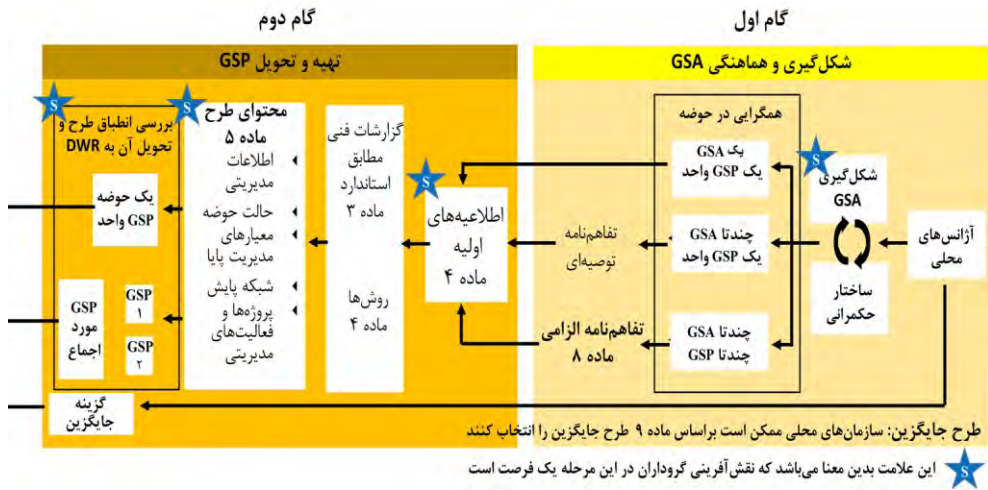 گام اول
گام دوم
شکل‌گیری و هماهنگی GSA
تهیه و تحویل GSP
آژانس‌های
محلی
S
شکل‌گیری
GSA
ساختار
حکمرانی
همگرایی در حوضه
یک GSA
یک GSP واحد
چندتا GSA
یک GSP واحد
چندتا GSA
چندتا GSP
تفاهم‌نامه
توصیه‌ای
تفاهم‌نامه الزامی
ماده ۸
S
اطلاعیه‌های
اولیه
ماده ۴
گزارشات فنی
مطابق
استاندارد
ماده ۳
روش‌ها
ماده ۴
S
محتوای طرح
ماده ۵
اطلاعات
مدیریتی
حالت حوضه
معیارهای
مدیریت پایا
شبکه پایش
پروژه‌ها و
فعالیت‌های
مدیریتی
S
بررسی انطباق طرح و
تحویل آن به DWR
یک حوضه
GSP واحد
GSP
۱
GSP
۲
GSP
مورد
اجماع
گزینه
جایگزین
طرح جایگزین: سازمان‌های محلی ممکن است براساس ماده ۹ طرح جایگزین را انتخاب کنند
S
این علامت بدین معنا می‌باشد که نقش‌آفرینی گروداران در این مرحله یک فرصت است